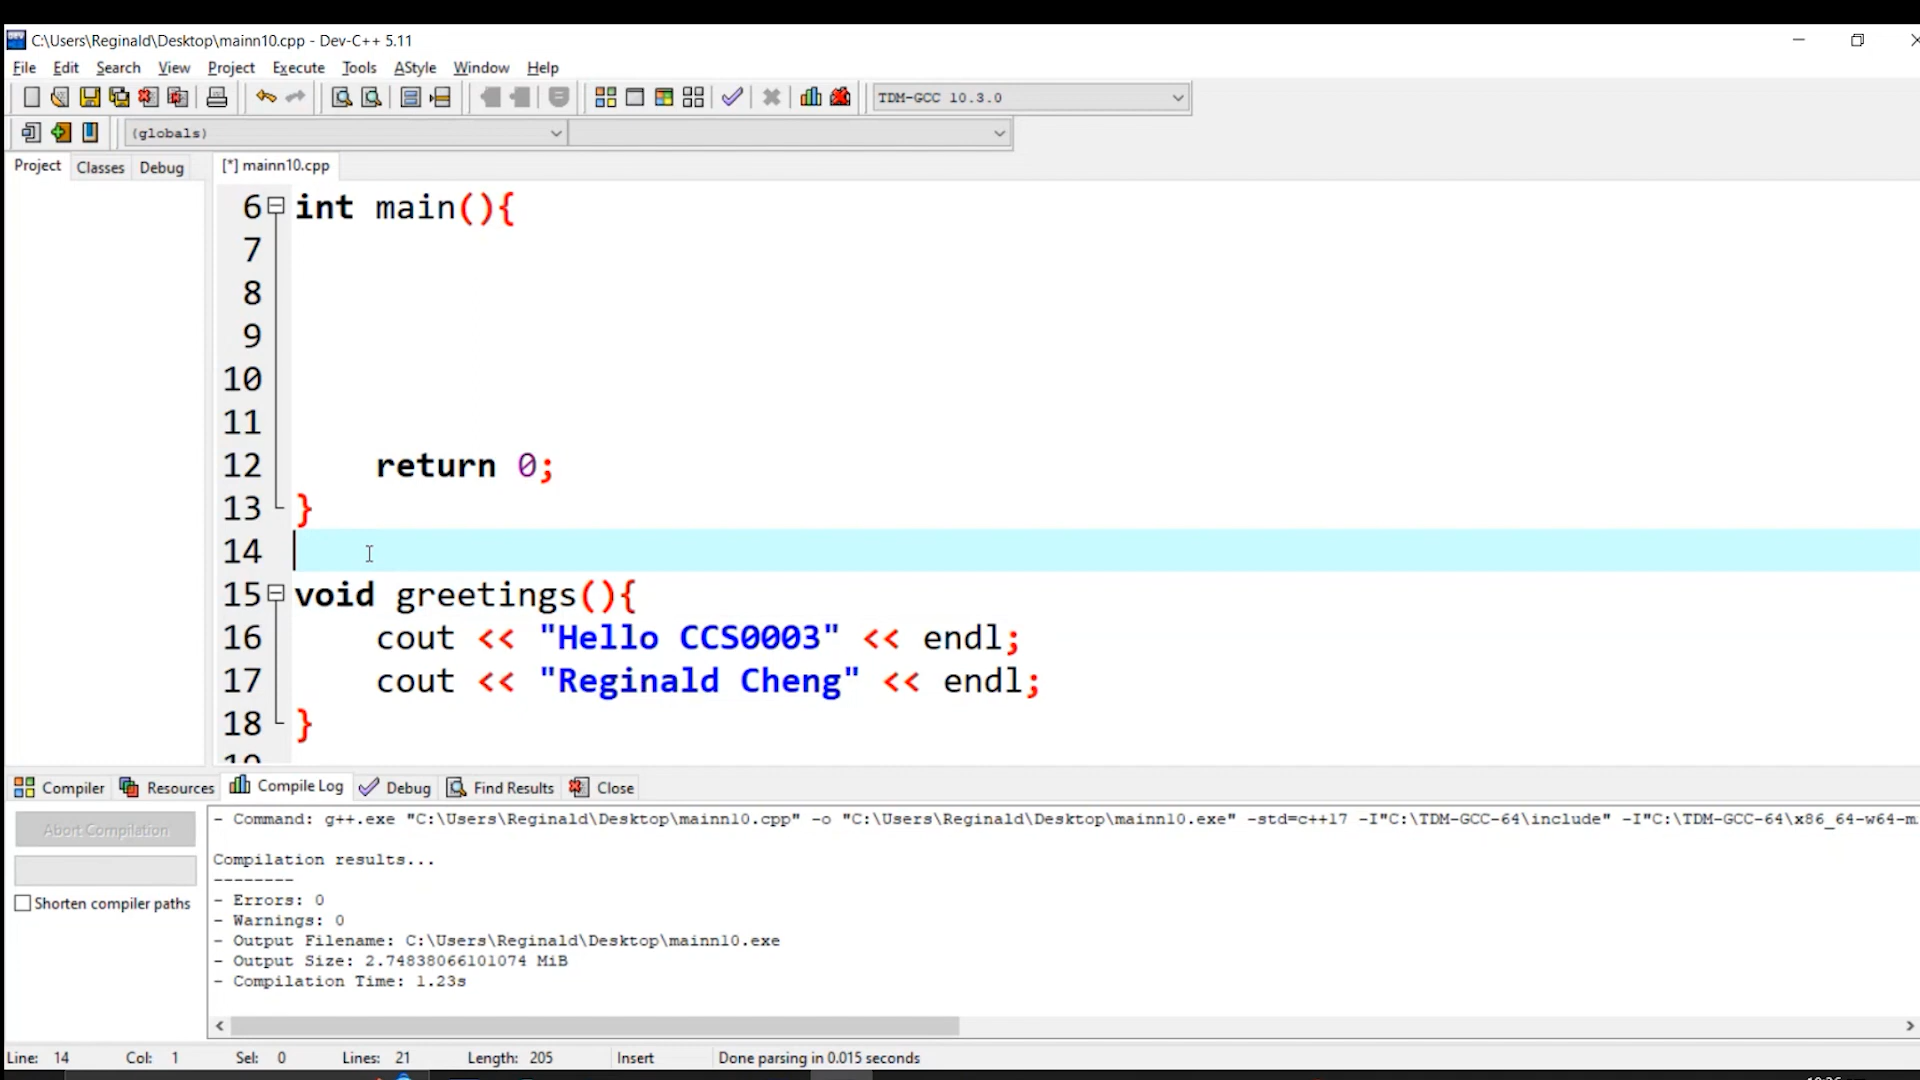 C:\Users\Reginald\Desktop\mainn10.cpp - Dev-C++ 5.11
File Edit Search View Project Execute Tools AStyle Window Help
TDM-GCC 10.3.0
(globals)
Project Classes Debug [*] mainn10.cpp
6 int main(){
7
8
9
10
11
12 return 0;
13 }
14
15 void greetings(){
16 cout << "Hello CCS0003" << endl;
17 cout << "Reginald Cheng" << endl;
18 }
Compiler Resources Compile Log Debug Find Results Close
Abort Compilation
Shorten compiler paths
- Command: g++.exe "C:\Users\Reginald\Desktop\mainn10.cpp" -o "C:\Users\Reginald\Desktop\mainn10.exe" -std=c++17 -I"C:\TDM-GCC-64\include" -I"C:\TDM-GCC-64\x86_64-w64-m
Compilation results...
--------
- Errors: 0
- Warnings: 0
- Output Filename: C:\Users\Reginald\Desktop\mainn10.exe
- Output Size: 2.74838066101074 MiB
- Compilation Time: 1.23s
Line: 14 Col: 1 Sel: 0 Lines: 21 Length: 205 Insert Done parsing in 0.015 seconds